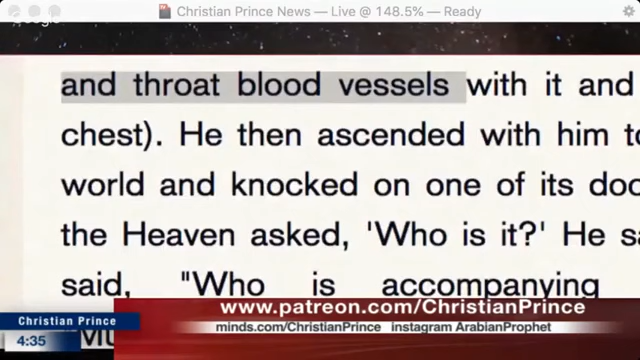 Christian Prince News — Live @ 148.5% — Ready
Google
and throat blood vessels with it and
chest). He then ascended with him to
world and knocked on one of its doo
the Heaven asked, 'Who is it?' He sa
said, "Who is accompanying
www.patreon.com/ChristianPrince
Christian Prince
minds.com/ChristianPrince instagram ArabianProphet
4:35